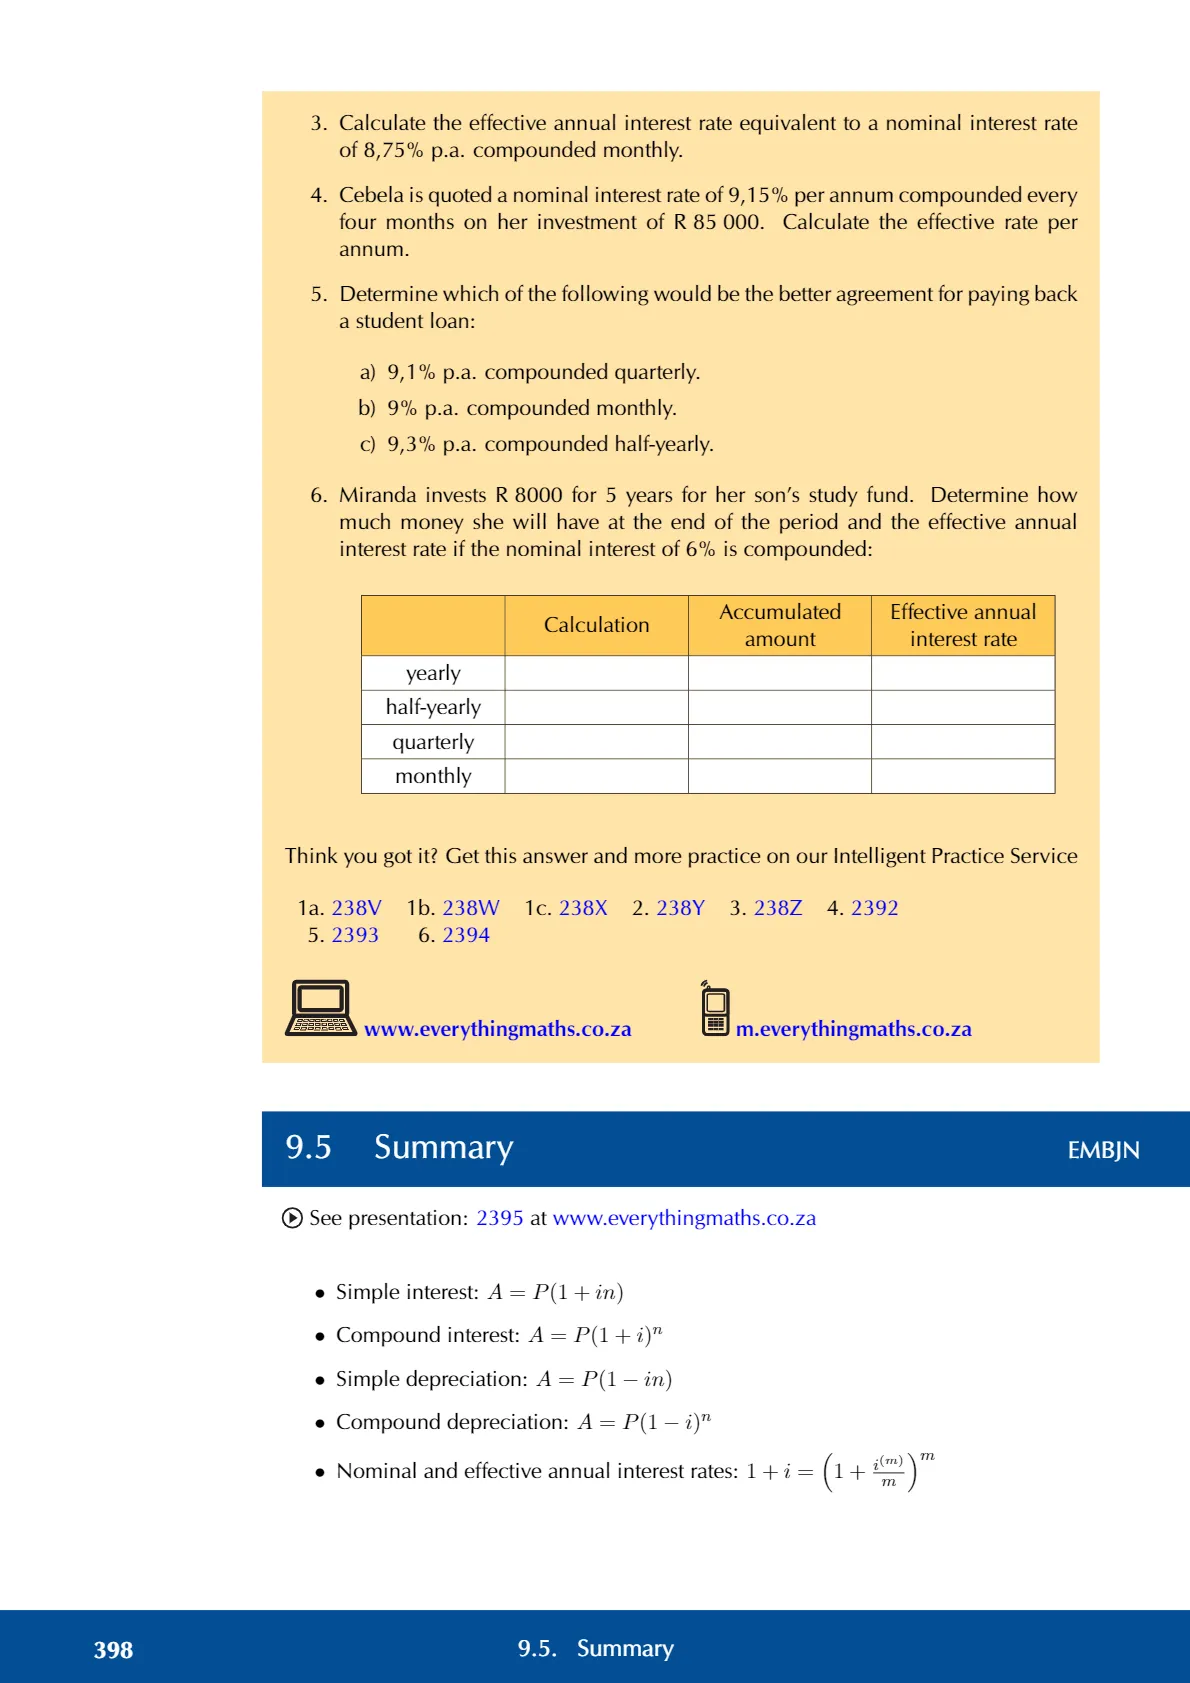 3. Calculate the effective annual interest rate equivalent to a nominal interest rate
of 8,75% p.a. compounded monthly.
4. Cebela is quoted a nominal interest rate of 9,15% per annum compounded every
four months on her investment of R 85 000. Calculate the effective rate per
annum.
5. Determine which of the following would be the better agreement for paying back
a student loan:
a) 9,1% p.a. compounded quarterly.
b) 9% p.a. compounded monthly.
c) 9,3% p.a. compounded half-yearly.
6. Miranda invests R 8000 for 5 years for her son's study fund. Determine how
much money she will have at the end of the period and the effective annual
interest rate if the nominal interest of 6% is compounded:
Calculation Accumulated amount Effective annual interest rate
yearly
half-yearly
quarterly
monthly
Think you got it? Get this answer and more practice on our Intelligent Practice Service
1a. 238V 1b. 238W 1c. 238X 2. 238Y 3. 238Z 4. 2392
5. 2393 6. 2394
www.everythingmaths.co.za m.everythingmaths.co.za
9.5 Summary EMBJN
See presentation: 2395 at www.everythingmaths.co.za
• Simple interest: A = P(1 + in)
• Compound interest: A = P(1 + i)^n
• Simple depreciation: A = P(1 − in)
• Compound depreciation: A = P(1 − i)^n
• Nominal and effective annual interest rates: 1 + i = (1 + i^(m)/m)^m
398 9.5. Summary